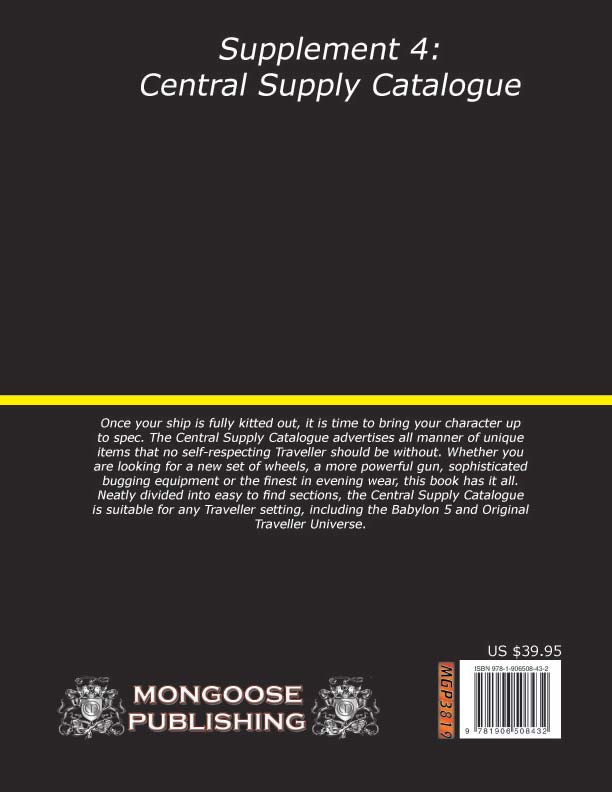 Supplement 4:
Central Supply Catalogue
Once your ship is fully kitted out, it is time to bring your character up
to spec. The Central Supply Catalogue advertises all manner of unique
items that no self-respecting Traveller should be without. Whether you
are looking for a new set of wheels, a more powerful gun, sophisticated
bugging equipment or the finest in evening wear, this book has it all.
Neatly divided into easy to find sections, the Central Supply Catalogue
is suitable for any Traveller setting, including the Babylon 5 and Original
Traveller Universe.
US $39.95
MONGOOSE
PUBLISHING
MGP3819
ISBN 978-1-906508-43-2
9 781906 508432